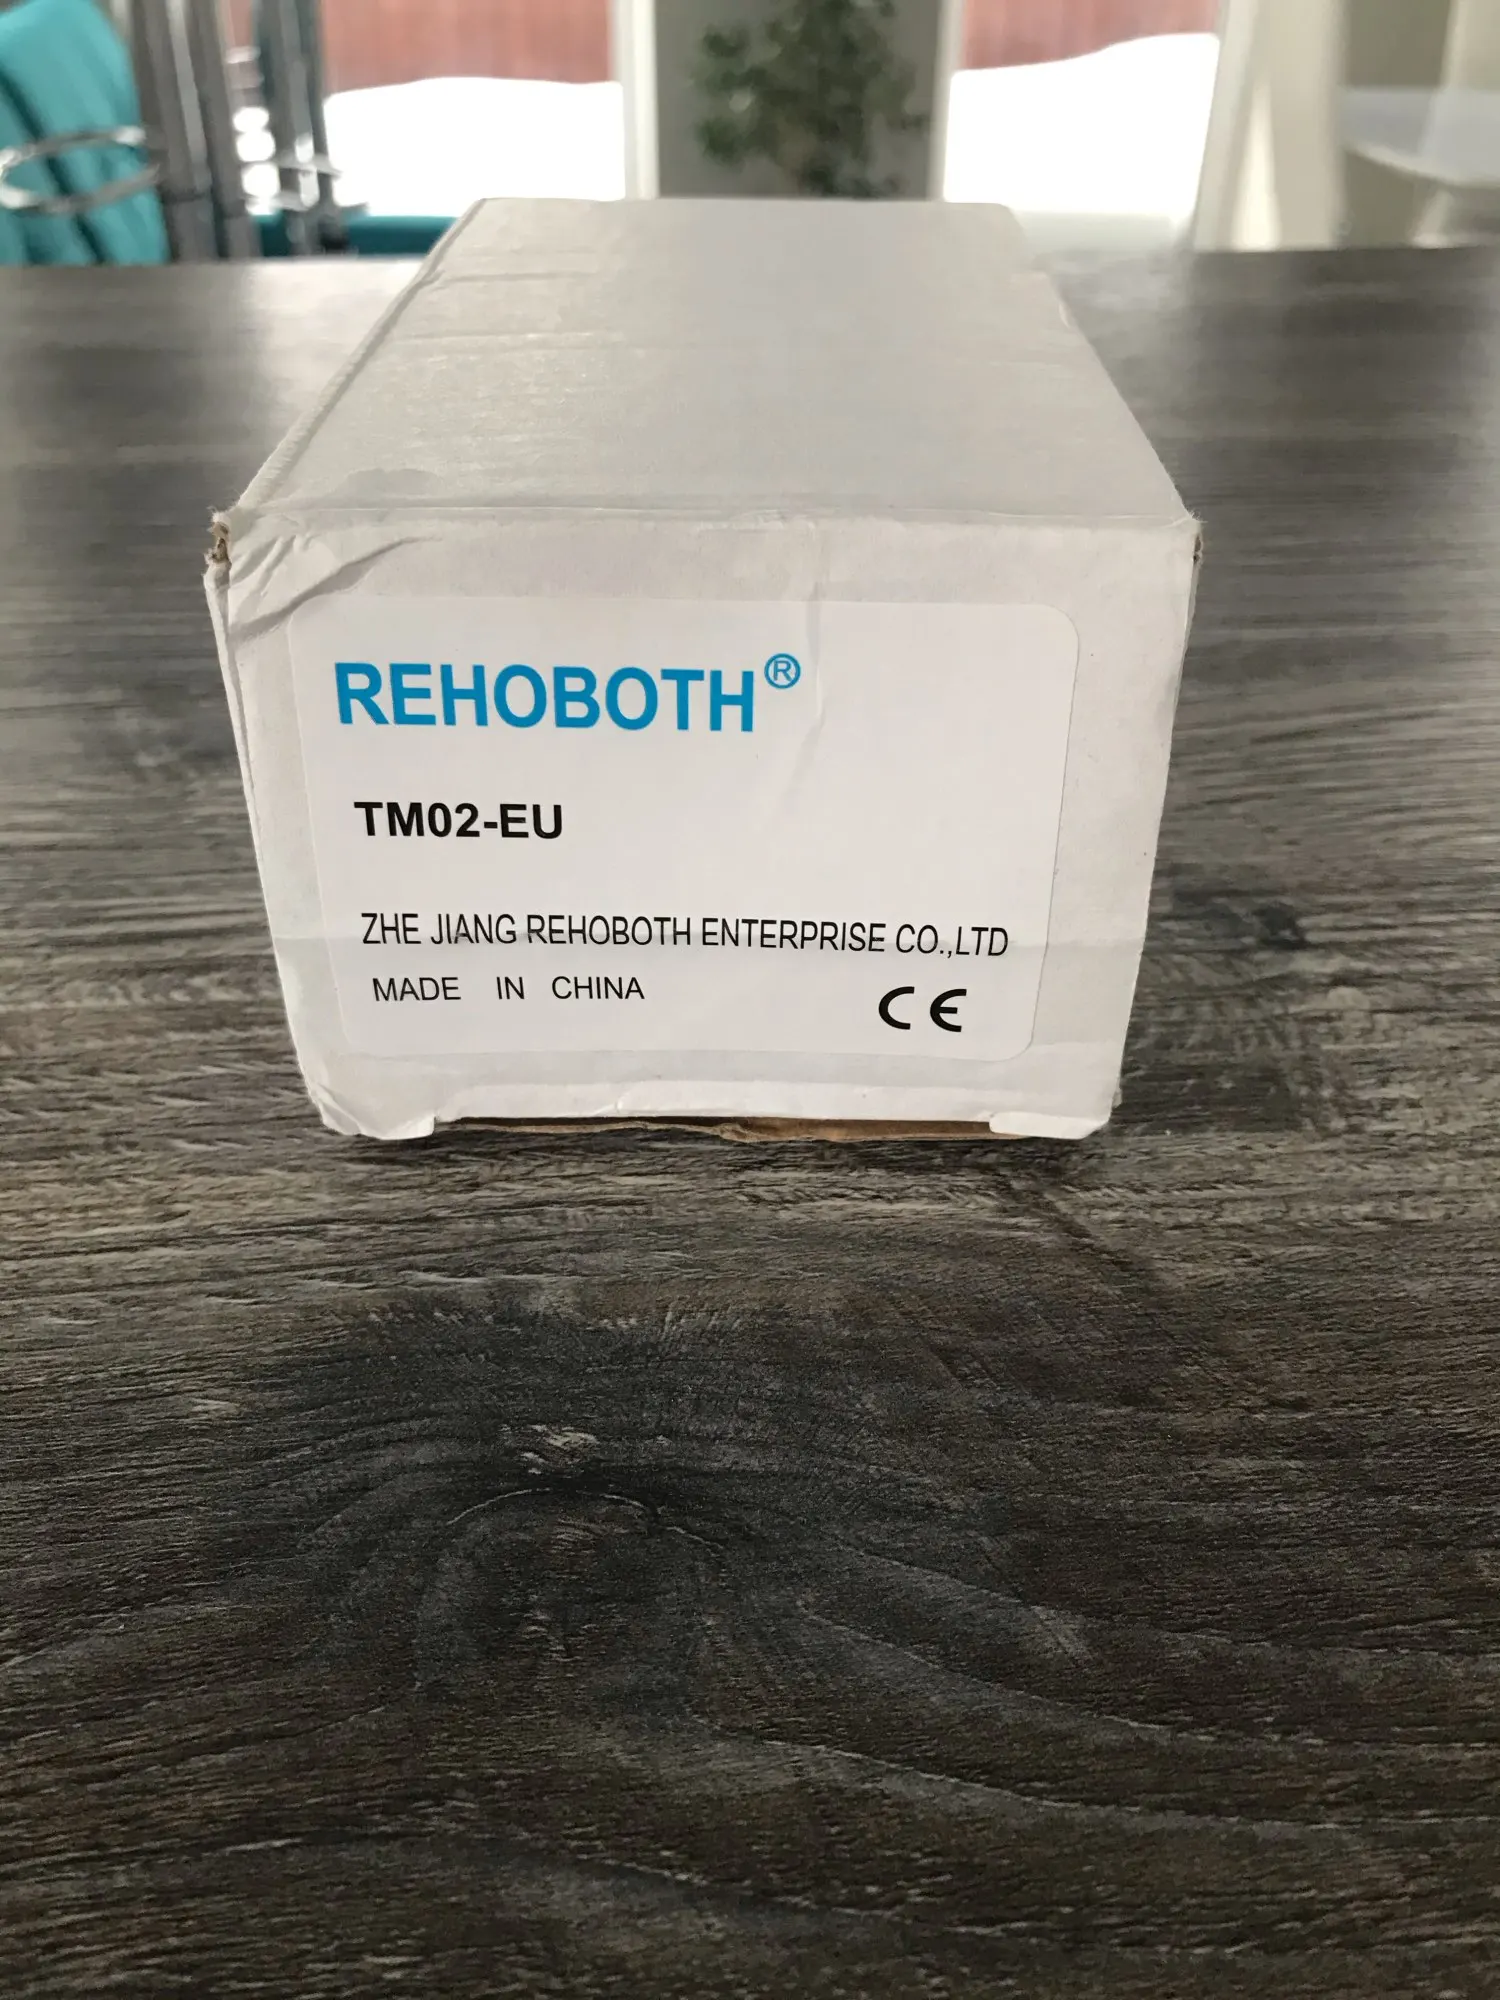 REHOBOTH®
TM02-EU
ZHE JIANG REHOBOTH ENTERPRISE CO.,LTD
MADE IN CHINA
CE